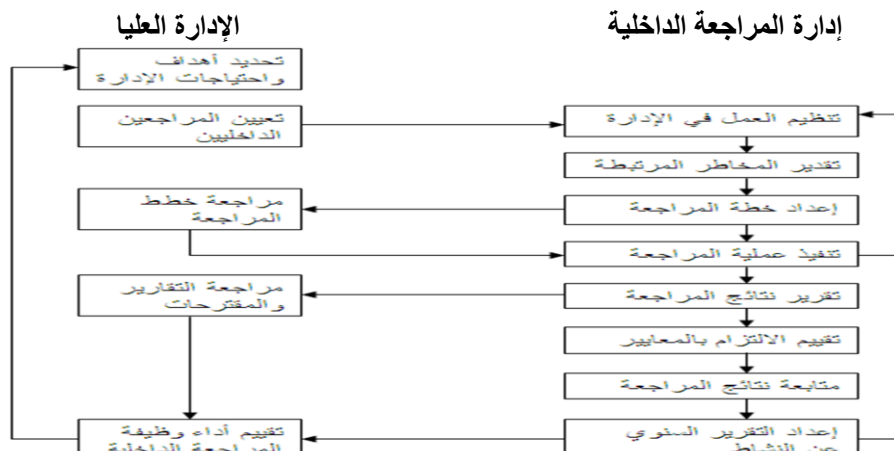 إدارة المراجعة الداخلية
الإدارة العليا
تنظيم العمل في الإدارة
تقدير المخاطر المرتبطة
إعداد خطة المراجعة
تنفيذ عملية المراجعة
تقرير نتائج المراجعة
تقييم الالتزام بالمعايير
متابعة نتائج المراجعة
إعداد التقرير السنوي
عن النشاط
تحديد أهداف
واحتياجات الإدارة
تعيين المراجعين
الداخليين
مراجعة خطط
المراجعة
مراجعة التقارير
والمقترحات
تقييم أداء وظيفة
المراجعة الداخلية